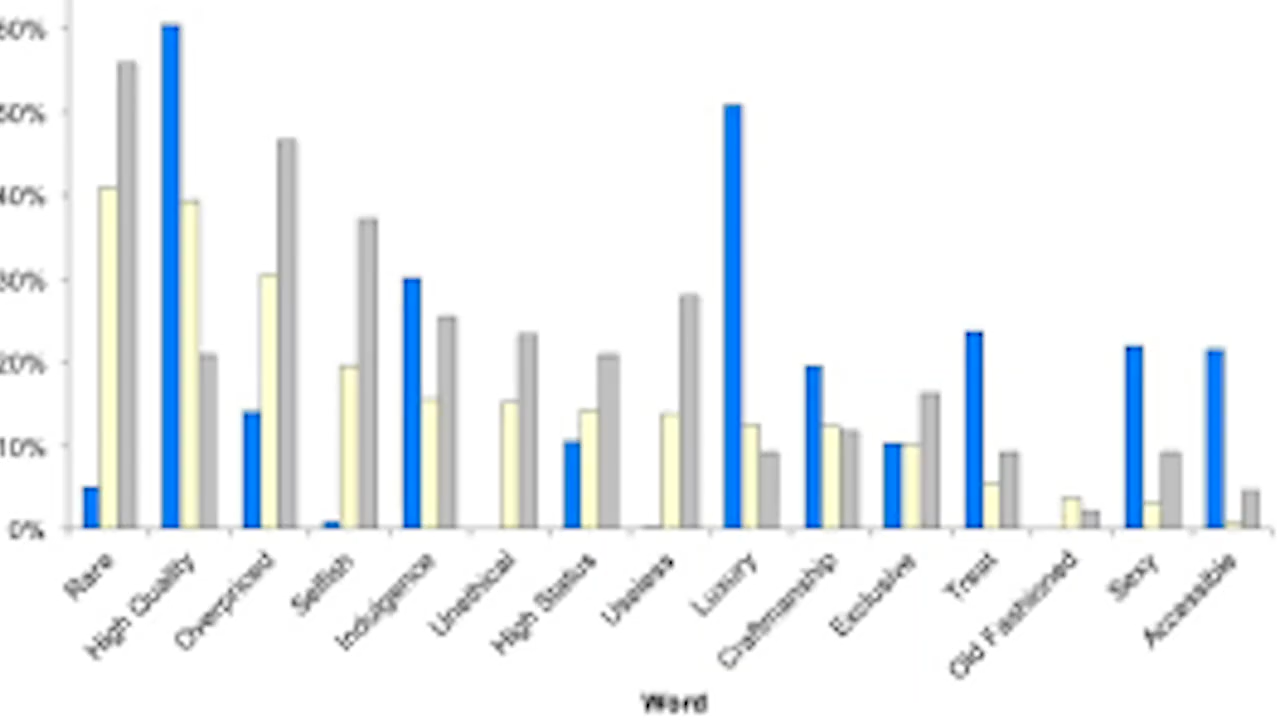 60%
50%
40%
30%
20%
10%
0%
Rare
High Quality
Overpriced
Selfish
Indulgence
Unethical
High Status
Useless
Luxury
Craftmanship
Exclusive
Treat
Old Fashioned
Sexy
Accessible
Word